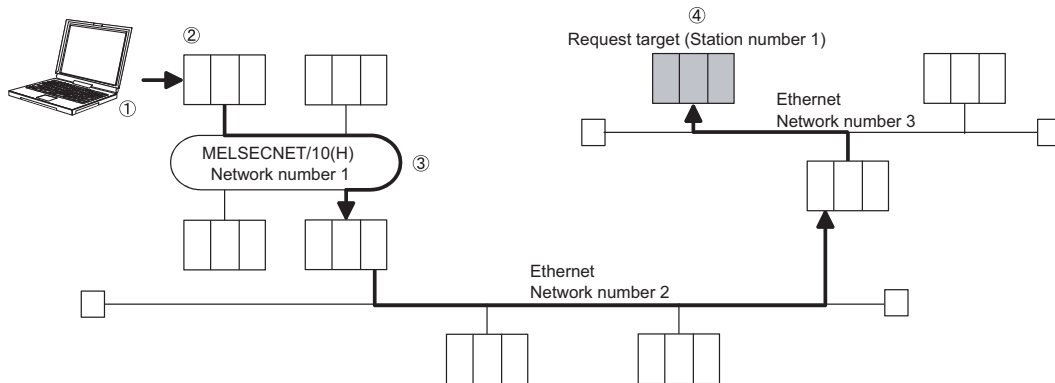 ①
②
④
Request target (Station number 1)
Ethernet
Network number 3
MELSECNET/10(H)
Network number 1
③
Ethernet
Network number 2